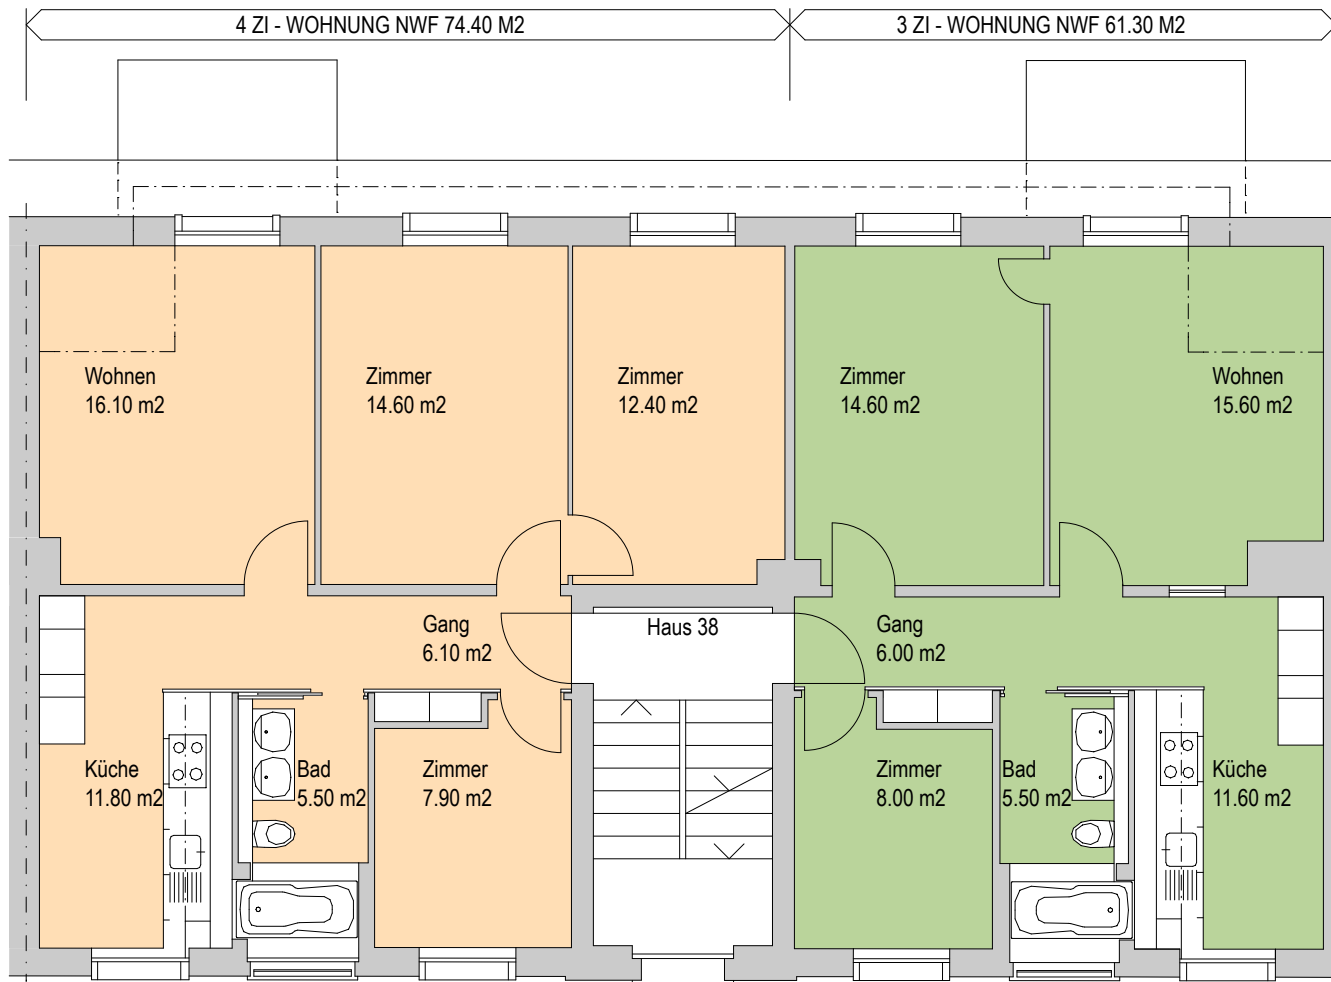 4 ZI - WOHNUNG NWF 74.40 M2
3 ZI - WOHNUNG NWF 61.30 M2
Wohnen
16.10 m2
Zimmer
14.60 m2
Zimmer
12.40 m2
Zimmer
14.60 m2
Wohnen
15.60 m2
Gang
6.10 m2
Haus 38
Gang
6.00 m2
Küche
11.80 m2
Bad
5.50 m2
Zimmer
7.90 m2
Zimmer
8.00 m2
Bad
5.50 m2
Küche
11.60 m2